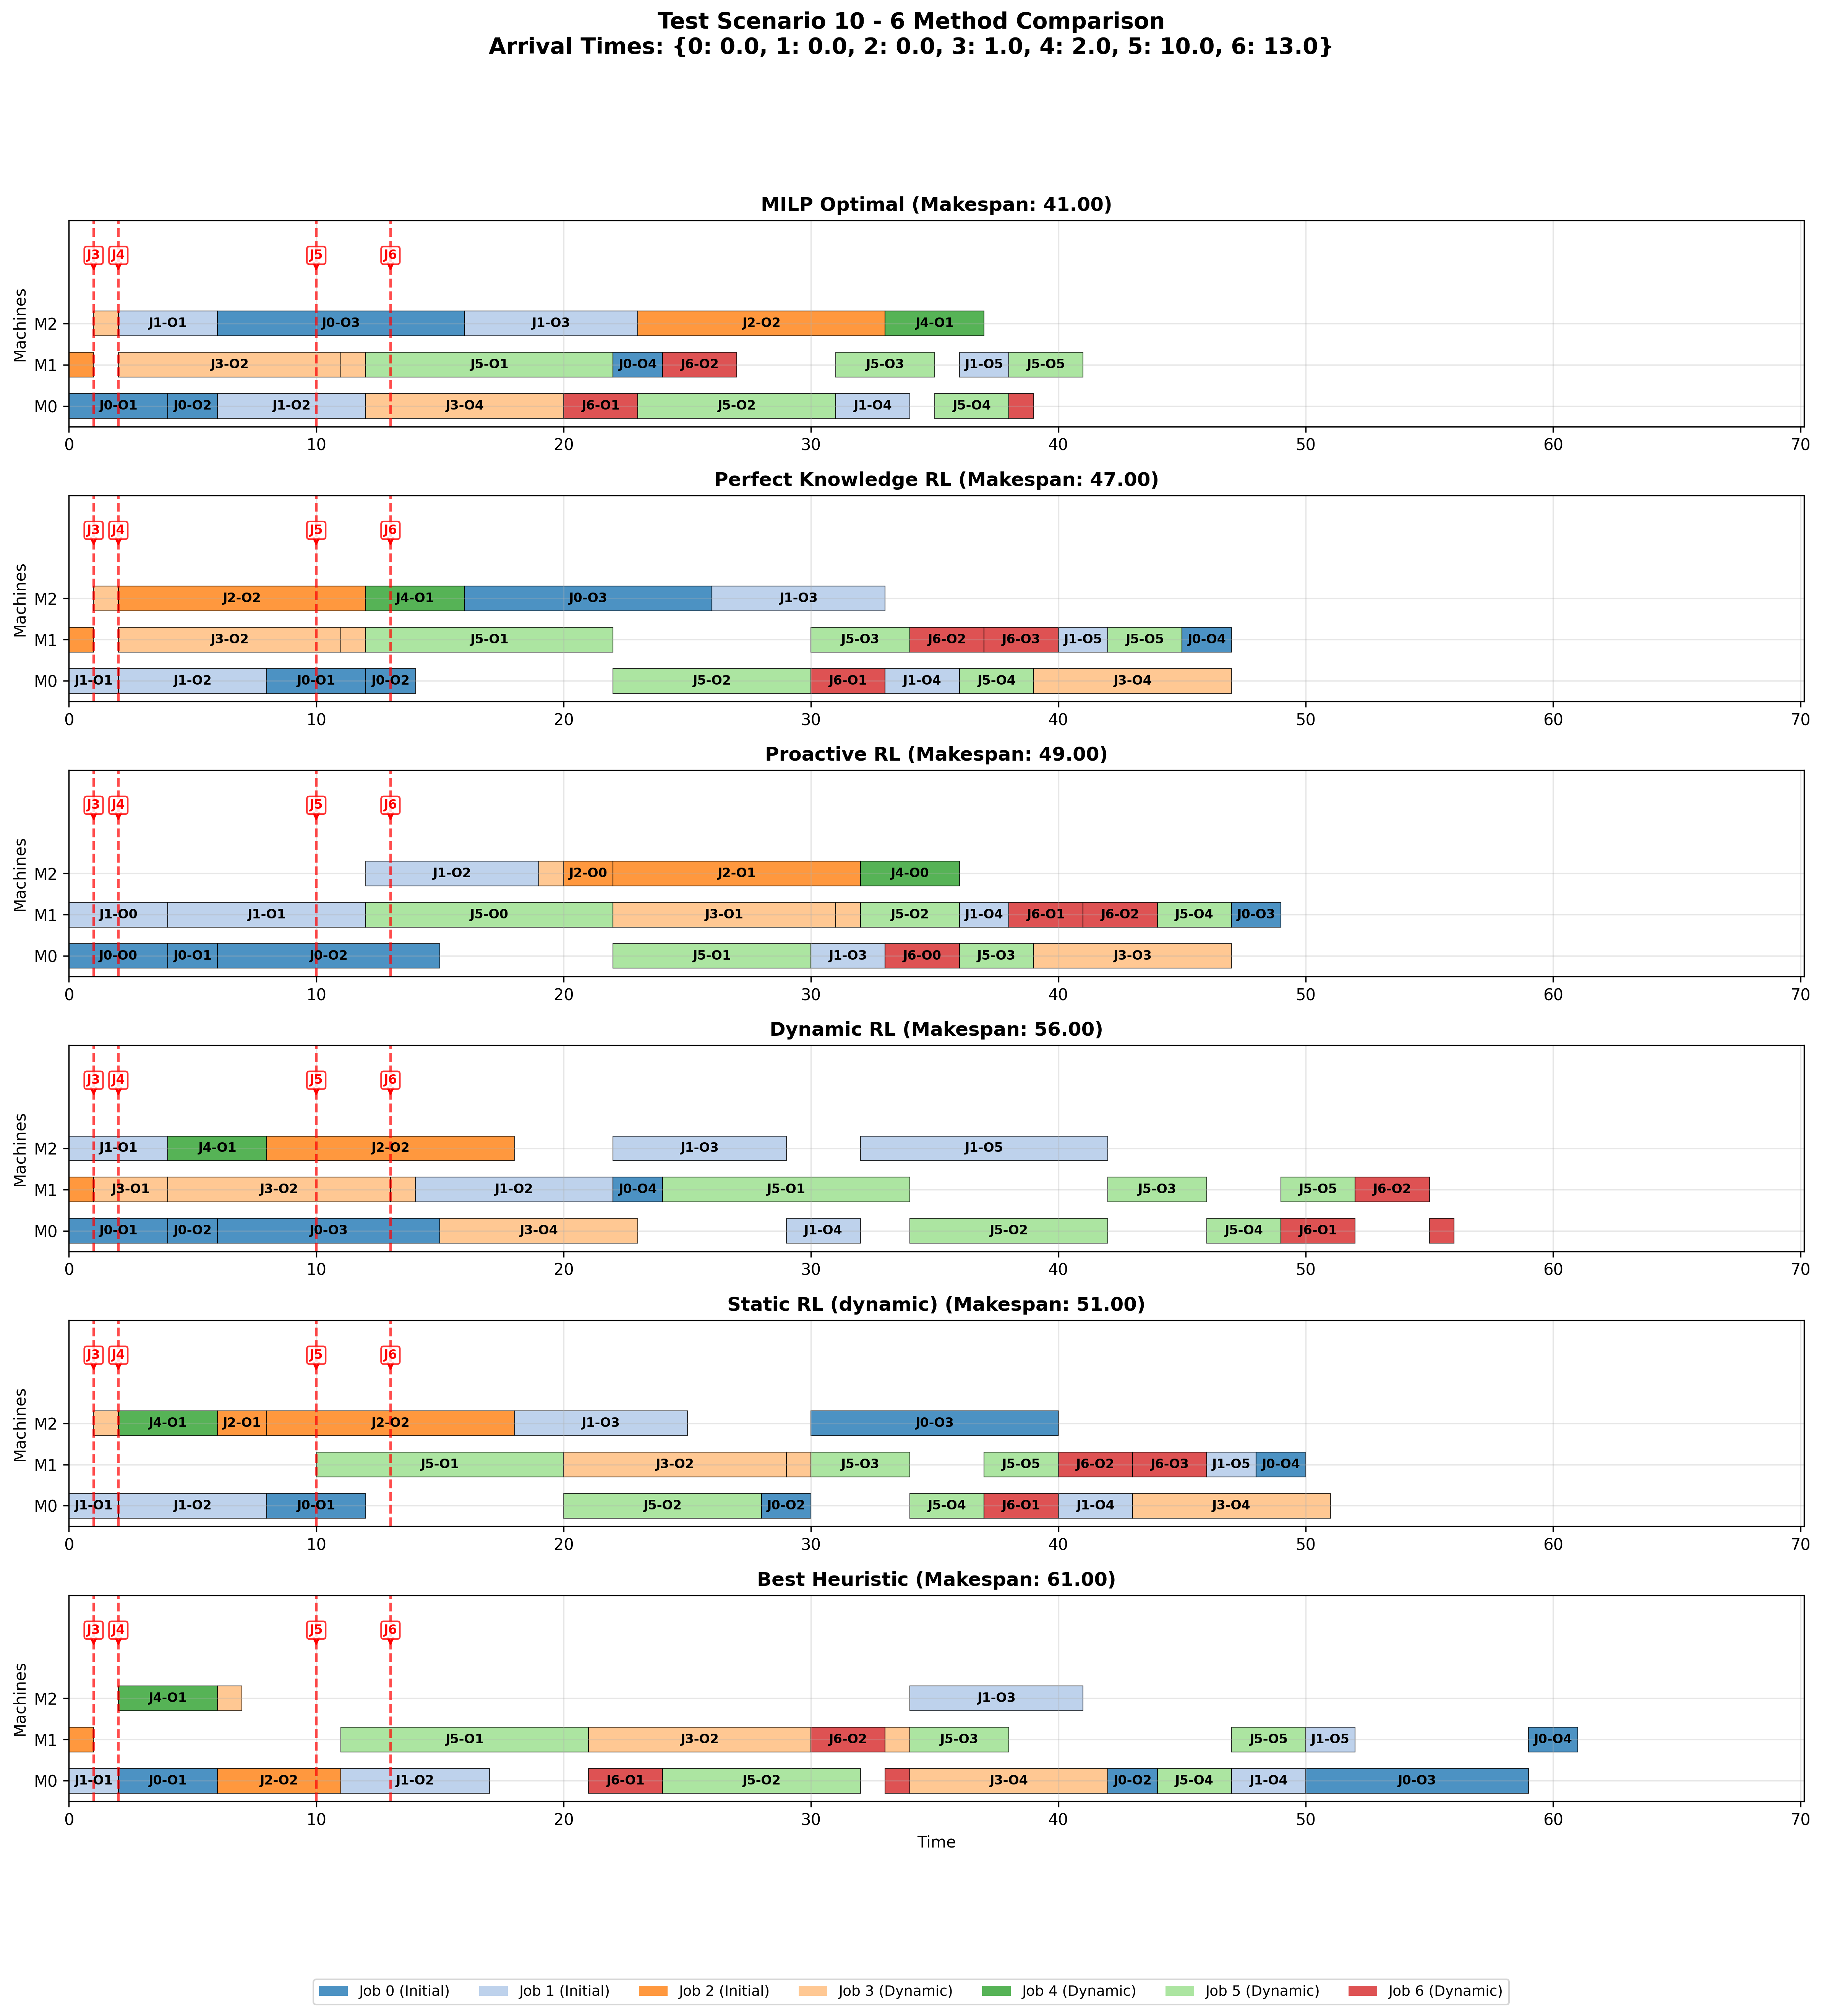 Test Scenario 10 - 6 Method Comparison
Arrival Times: {0: 0.0, 1: 0.0, 2: 0.0, 3: 1.0, 4: 2.0, 5: 10.0, 6: 13.0}
MILP Optimal (Makespan: 41.00)
J3 J4 J5 J6
Machines
M2 J1-O1 J0-O3 J1-O3 J2-O2 J4-O1
M1 J3-O2 J5-O1 J0-O4 J6-O2 J5-O3 J1-O5 J5-O5
M0 J0-O1 J0-O2 J1-O2 J3-O4 J6-O1 J5-O2 J1-O4 J5-O4
0 10 20 30 40 50 60 70
Perfect Knowledge RL (Makespan: 47.00)
J3 J4 J5 J6
Machines
M2 J2-O2 J4-O1 J0-O3 J1-O3
M1 J3-O2 J5-O1 J5-O3 J6-O2 J6-O3 J1-O5 J5-O5 J0-O4
M0 J1-O1 J1-O2 J0-O1 J0-O2 J5-O2 J6-O1 J1-O4 J5-O4 J3-O4
0 10 20 30 40 50 60 70
Proactive RL (Makespan: 49.00)
J3 J4 J5 J6
Machines
M2 J1-O2 J2-O0 J2-O1 J4-O0
M1 J1-O0 J1-O1 J5-O0 J3-O1 J5-O2 J1-O4 J6-O1 J6-O2 J5-O4 J0-O3
M0 J0-O0 J0-O1 J0-O2 J5-O1 J1-O3 J6-O0 J5-O3 J3-O3
0 10 20 30 40 50 60 70
Dynamic RL (Makespan: 56.00)
J3 J4 J5 J6
Machines
M2 J1-O1 J4-O1 J2-O2 J1-O3 J1-O5
M1 J3-O1 J3-O2 J1-O2 J0-O4 J5-O1 J5-O3 J5-O5 J6-O2
M0 J0-O1 J0-O2 J0-O3 J3-O4 J1-O4 J5-O2 J5-O4 J6-O1
0 10 20 30 40 50 60 70
Static RL (dynamic) (Makespan: 51.00)
J3 J4 J5 J6
Machines
M2 J4-O1 J2-O1 J2-O2 J1-O3 J0-O3
M1 J5-O1 J3-O2 J5-O3 J5-O5 J6-O2 J6-O3 J1-O5 J0-O4
M0 J1-O1 J1-O2 J0-O1 J5-O2 J0-O2 J5-O4 J6-O1 J1-O4 J3-O4
0 10 20 30 40 50 60 70
Best Heuristic (Makespan: 61.00)
J3 J4 J5 J6
Machines
M2 J4-O1 J1-O3
M1 J5-O1 J3-O2 J6-O2 J5-O3 J5-O5 J1-O5 J0-O4
M0 J1-O1 J0-O1 J2-O2 J1-O2 J6-O1 J5-O2 J3-O4 J0-O2 J5-O4 J1-O4 J0-O3
0 10 20 30 40 50 60 70
Time
Job 0 (Initial) Job 1 (Initial) Job 2 (Initial) Job 3 (Dynamic) Job 4 (Dynamic) Job 5 (Dynamic) Job 6 (Dynamic)